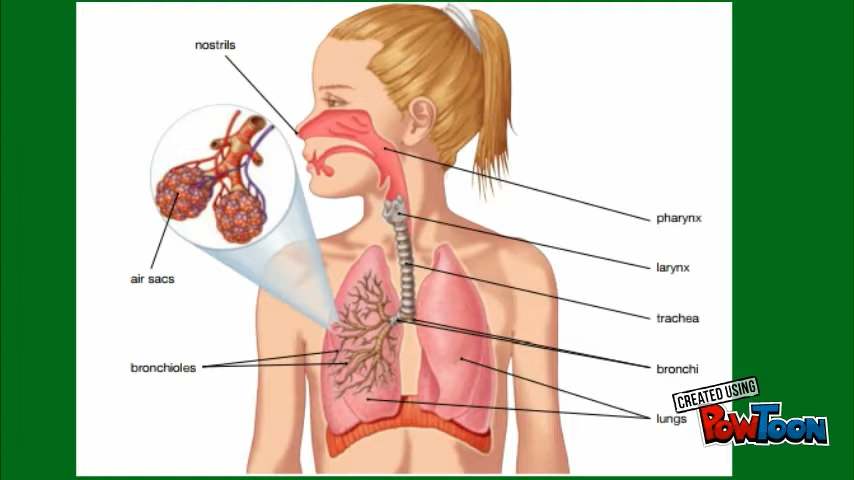 nostrils
pharynx
larynx
air sacs
trachea
bronchioles
bronchi
lungs
CREATED USING
POWTOON